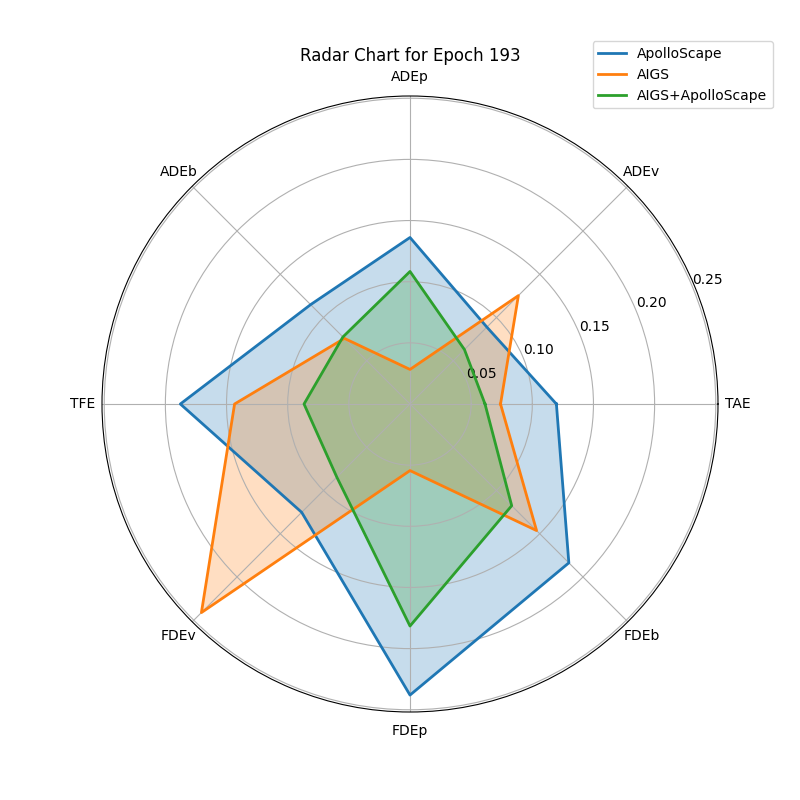 Radar Chart for Epoch 193
ApolloScape
AIGS
AIGS+ApolloScape
ADEp
ADEb
ADEv
0.25
0.20
0.15
0.10
0.05
TFE
TAE
FDEv
FDEb
FDEp